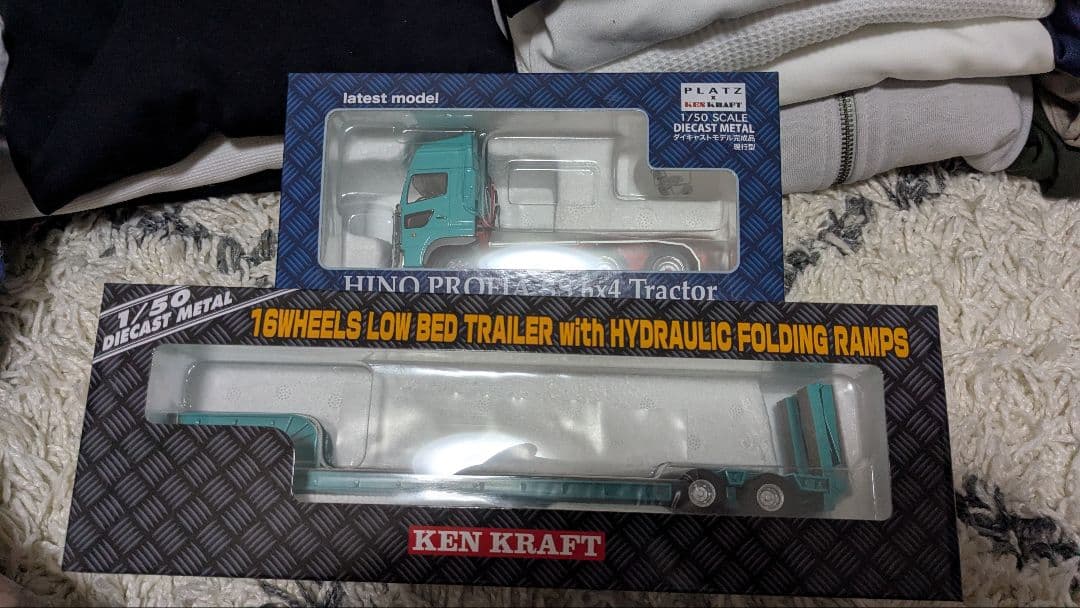 latest model
PLATZ
x
KEN KRAFT
1/50 SCALE
DIECAST METAL
ダイキャストモデル完成品
現行型
HINO PROFIA SS 6x4 Tractor
1/50
DIECAST METAL
16WHEELS LOW BED TRAILER with HYDRAULIC FOLDING RAMPS
KEN KRAFT